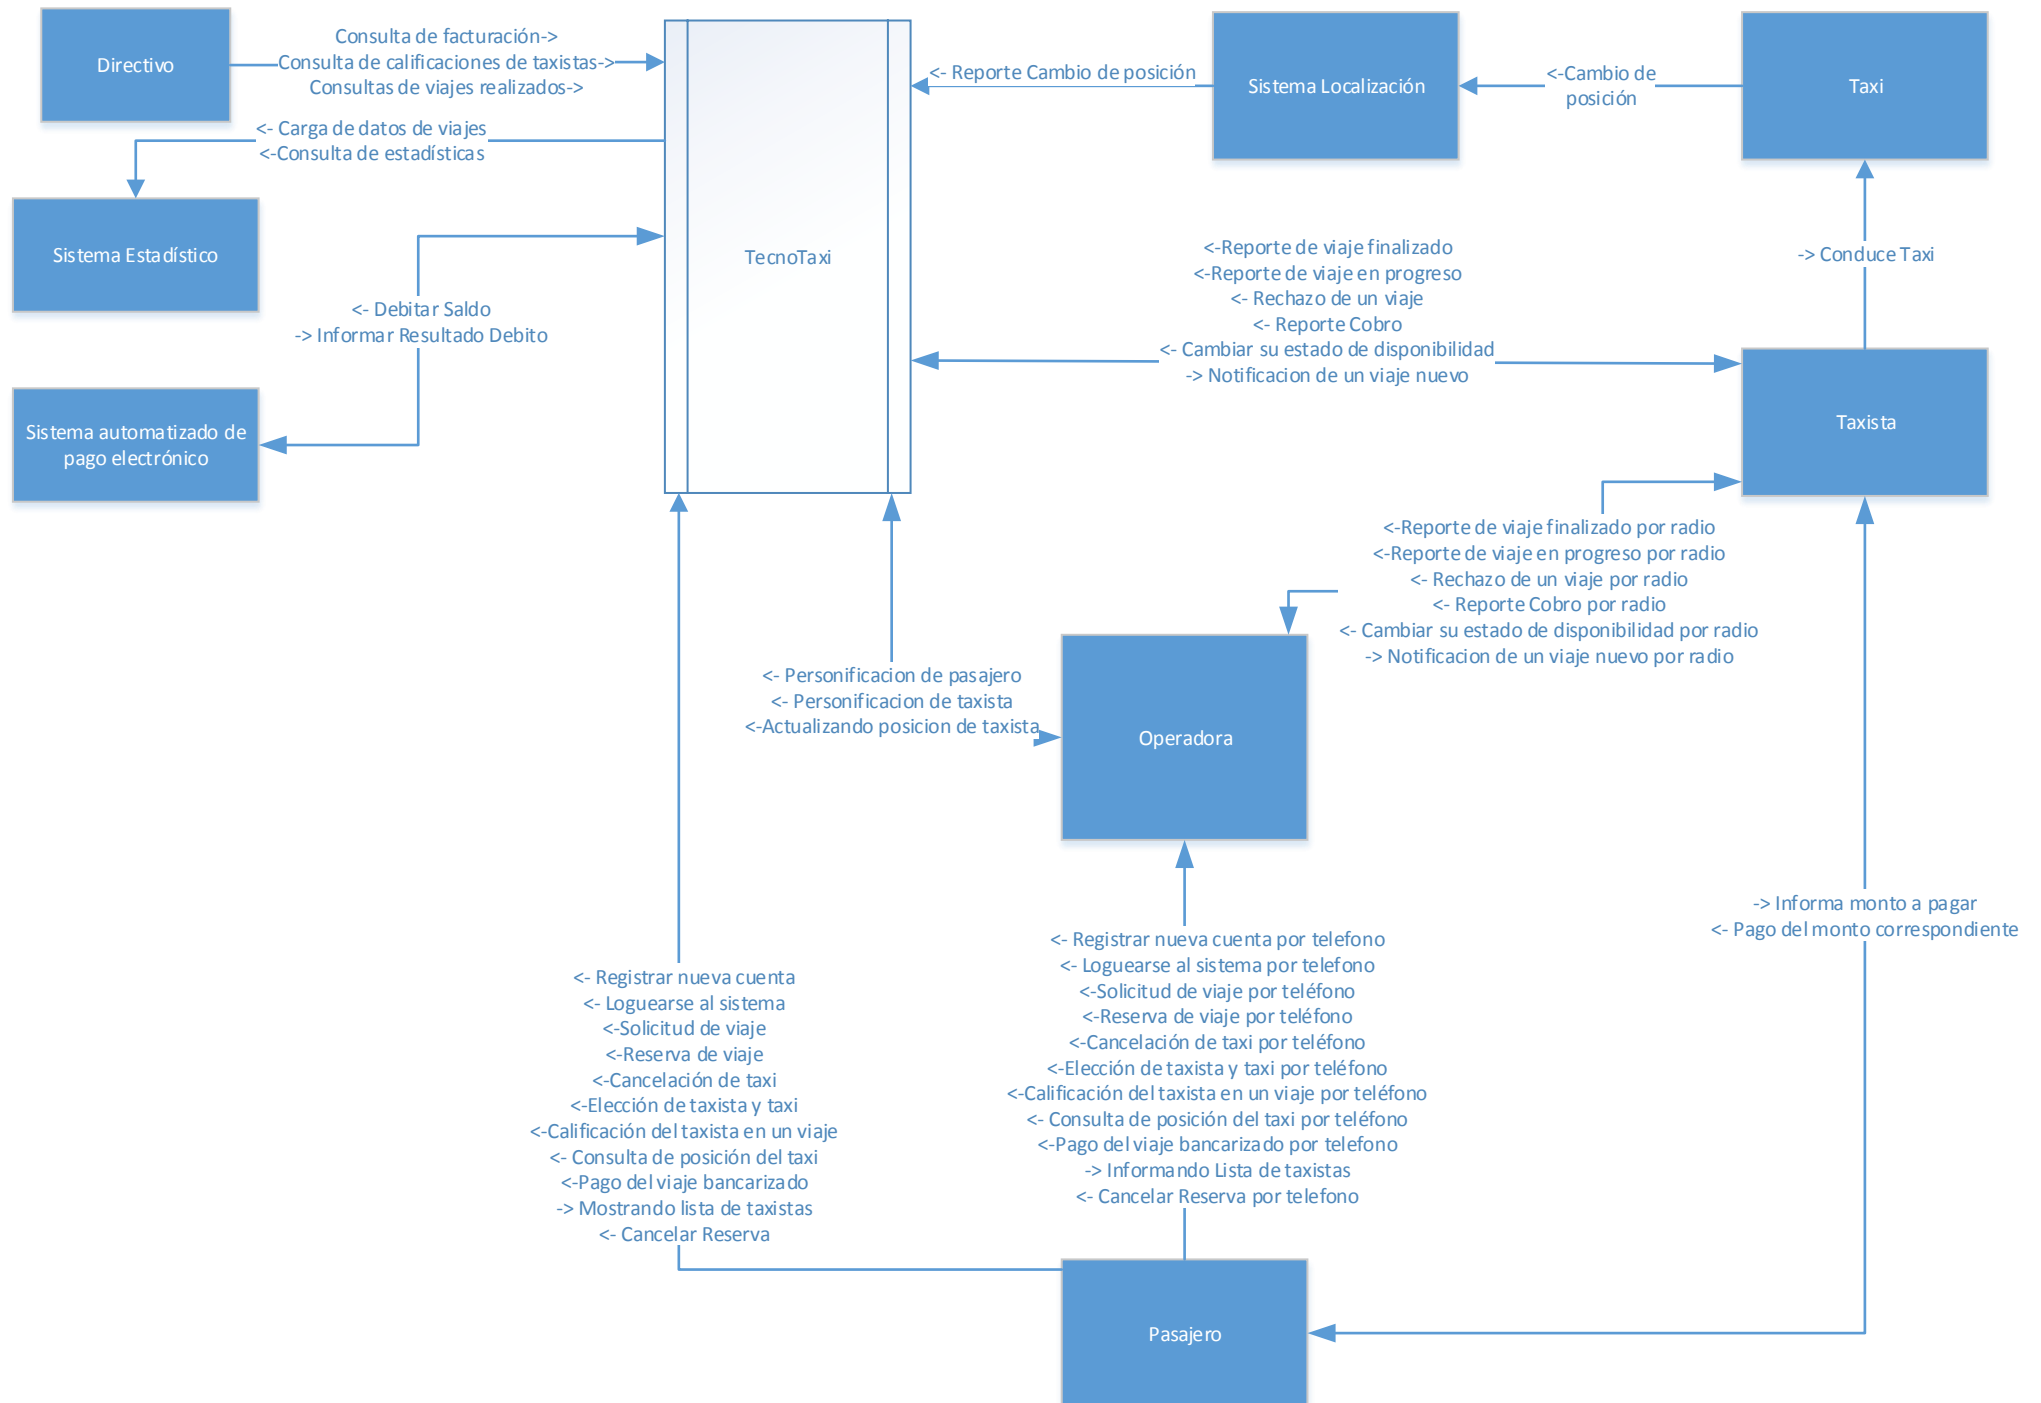 Directivo
Consulta de facturación->
Consulta de calificaciones de taxistas->
Consultas de viajes realizados->
<- Carga de datos de viajes
<-Consulta de estadísticas
Sistema Estadístico
<- Debitar Saldo
-> Informar Resultado Debito
Sistema automatizado de
pago electrónico
TecnoTaxi
<- Reporte Cambio de posición
Sistema Localización
<-Cambio de
posición
Taxi
-> Conduce Taxi
<-Reporte de viaje finalizado
<-Reporte de viaje en progreso
<- Rechazo de un viaje
<- Reporte Cobro
<- Cambiar su estado de disponibilidad
-> Notificacion de un viaje nuevo
Taxista
<-Reporte de viaje finalizado por radio
<-Reporte de viaje en progreso por radio
<- Rechazo de un viaje por radio
<- Reporte Cobro por radio
<- Cambiar su estado de disponibilidad por radio
-> Notificacion de un viaje nuevo por radio
<- Personificacion de pasajero
<- Personificacion de taxista
<-Actualizando posicion de taxista
Operadora
-> Informa monto a pagar
<- Pago del monto correspondiente
<- Registrar nueva cuenta
<- Loguearse al sistema
<-Solicitud de viaje
<-Reserva de viaje
<-Cancelación de taxi
<-Elección de taxista y taxi
<-Calificación del taxista en un viaje
<- Consulta de posición del taxi
<-Pago del viaje bancarizado
-> Mostrando lista de taxistas
<- Cancelar Reserva
<- Registrar nueva cuenta por telefono
<- Loguearse al sistema por telefono
<-Solicitud de viaje por teléfono
<-Reserva de viaje por teléfono
<-Cancelación de taxi por teléfono
<-Elección de taxista y taxi por teléfono
<-Calificación del taxista en un viaje por teléfono
<- Consulta de posición del taxi por teléfono
<-Pago del viaje bancarizado por telefono
-> Informando Lista de taxistas
<- Cancelar Reserva por telefono
Pasajero